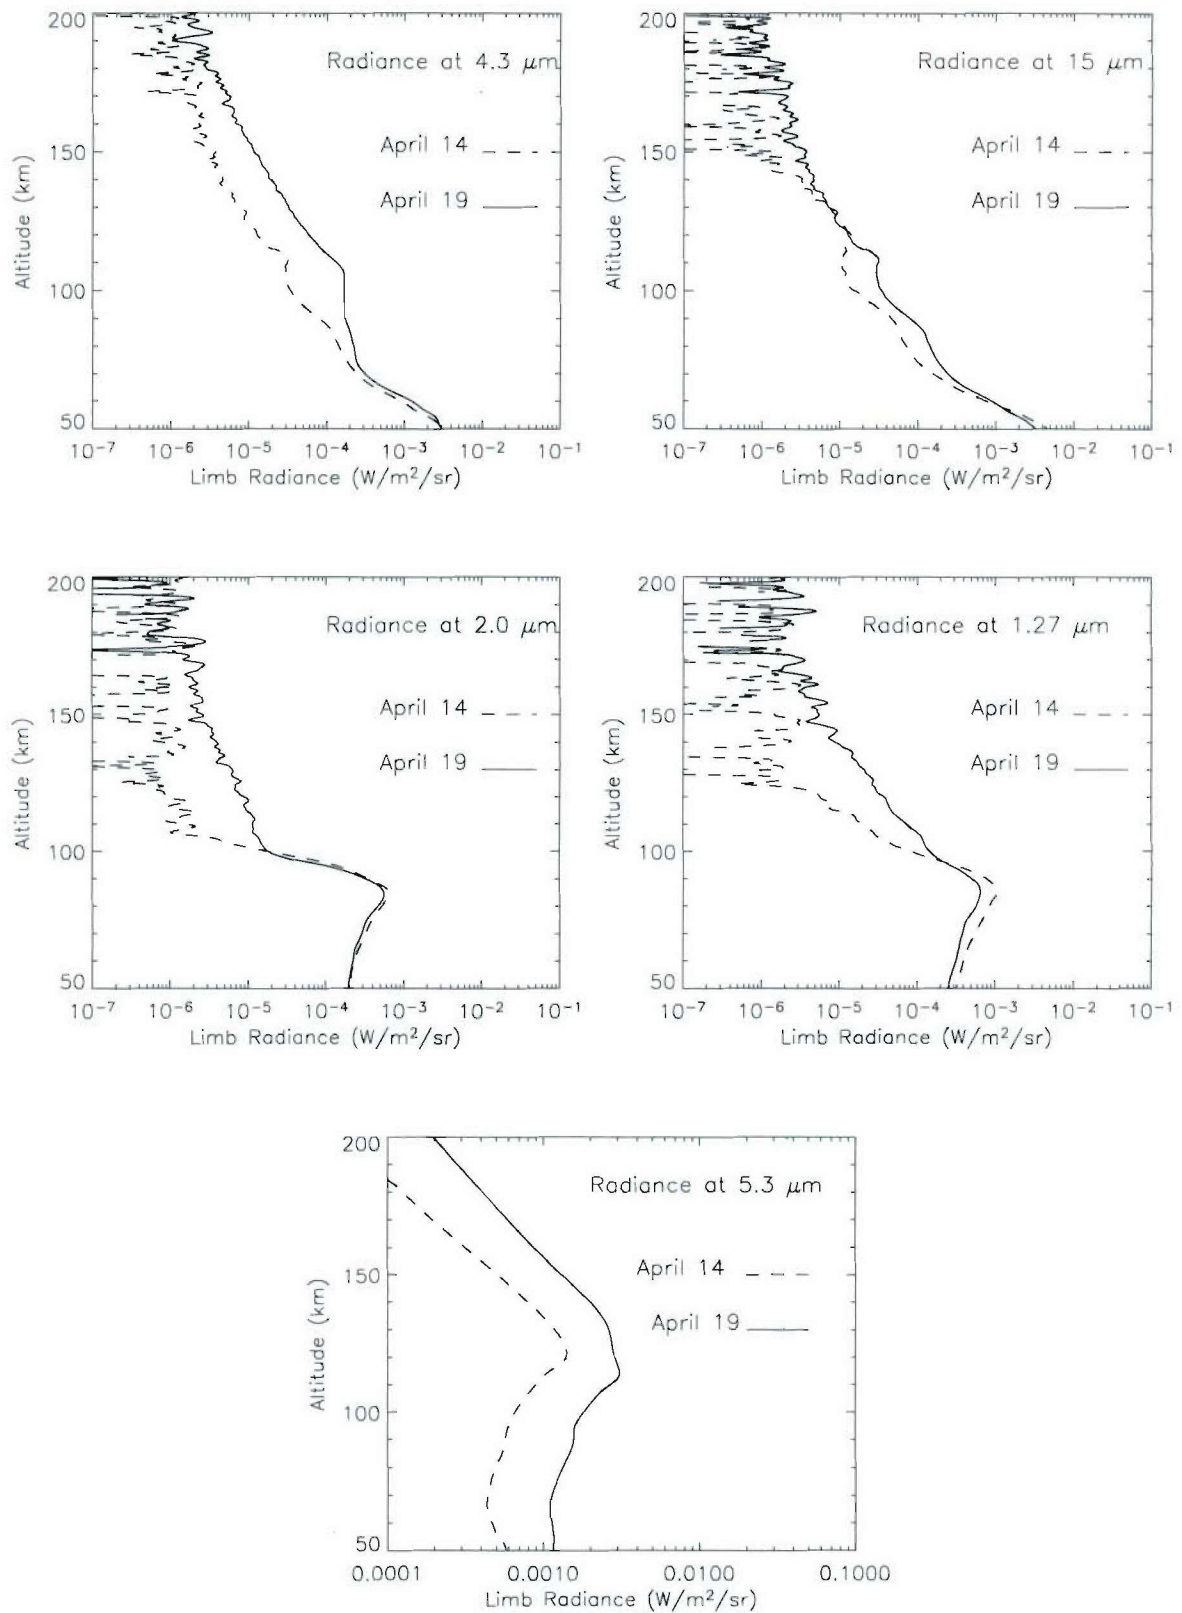 Radiance at 4.3 μm
April 14
April 19
200
150
100
50
Altitude (km)
10-7 10-6 10-5 10-4 10-3 10-2 10-1
Limb Radiance (W/m2/sr)
Radiance at 15 μm
April 14
April 19
200
150
100
50
Altitude (km)
10-7 10-6 10-5 10-4 10-3 10-2 10-1
Limb Radiance (W/m2/sr)
Radiance at 2.0 μm
April 14
April 19
200
150
100
50
Altitude (km)
10-7 10-6 10-5 10-4 10-3 10-2 10-1
Limb Radiance (W/m2/sr)
Radiance at 1.27 μm
April 14
April 19
200
150
100
50
Altitude (km)
10-7 10-6 10-5 10-4 10-3 10-2 10-1
Limb Radiance (W/m2/sr)
Radiance at 5.3 μm
April 14
April 19
200
150
100
50
Altitude (km)
0.0001 0.0010 0.0100 0.1000
Limb Radiance (W/m2/sr)